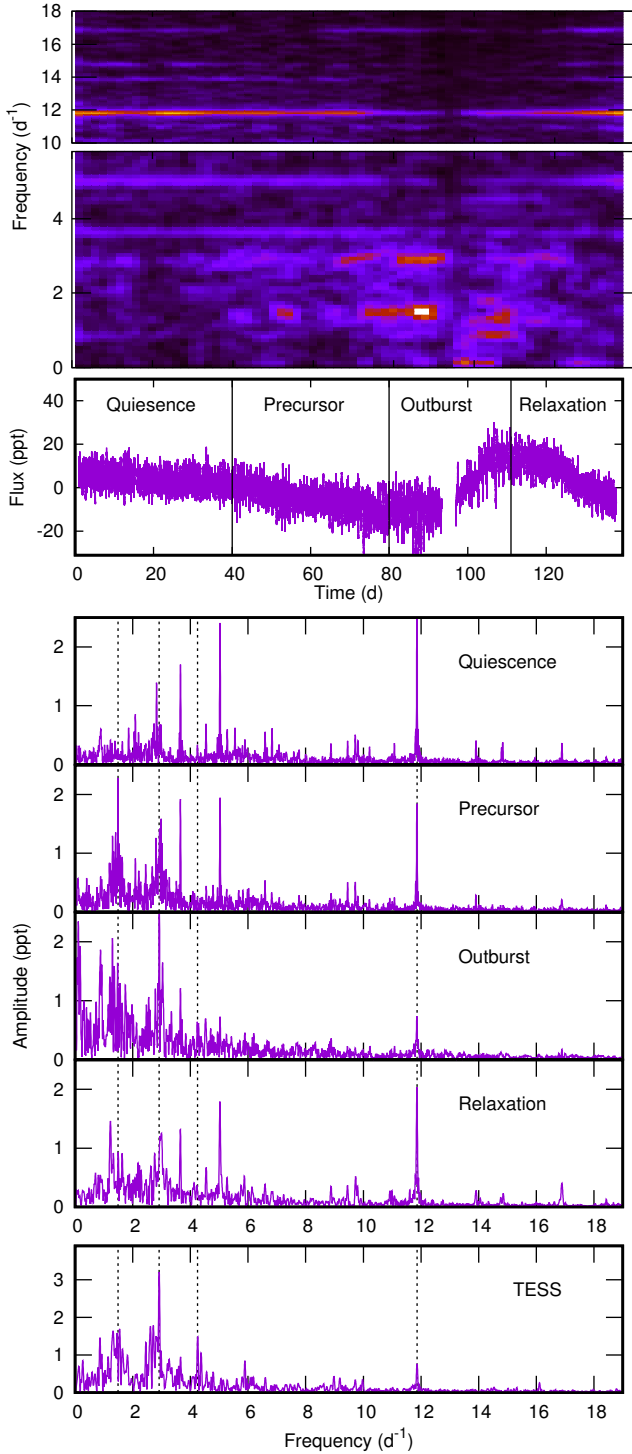 18
16
14
12
10
Frequency (d⁻¹)
4
2
0
40
20
0
-20
Flux (ppt)
Quiesence
Precursor
Outburst
Relaxation
0 20 40 60 80 100 120
Time (d)
2
1
0
Quiescence
2
1
0
Precursor
2
1
0
Outburst
Amplitude (ppt)
2
1
0
Relaxation
0 2 4 6 8 10 12 14 16 18
3
2
1
0
TESS
0 2 4 6 8 10 12 14 16 18
Frequency (d⁻¹)